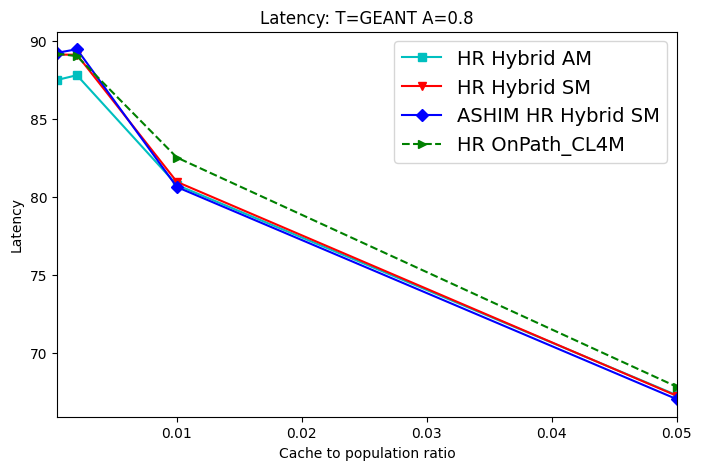 Latency: T=GEANT A=0.8
90
85
80
75
70
Latency
HR Hybrid AM
HR Hybrid SM
ASHIM HR Hybrid SM
HR OnPath_CL4M
0.01 0.02 0.03 0.04 0.05
Cache to population ratio